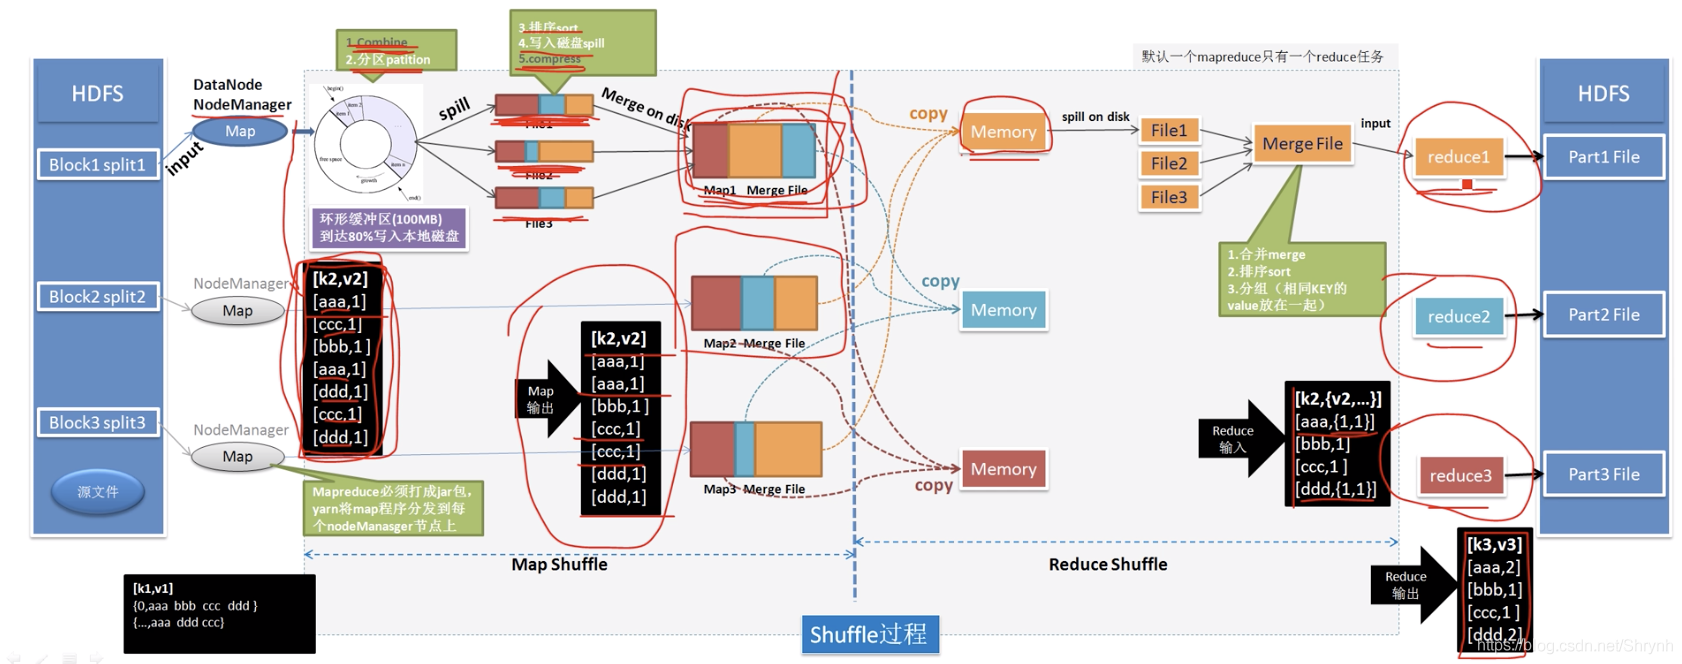 HDFS
Block1 split1
Block2 split2
Block3 split3
源文件
DataNode
NodeManager
Map
input
NodeManager
Map
NodeManager
Map
1.Combine
2.分区patition
3.排序sort
4.写入磁盘spill
5.compress
begin()
item 2
item 1
free space
item n
growth
end()
环形缓冲区(100MB)
到达80%写入本地磁盘
spill
File1
File2
File3
Merge on disk
Map1 Merge File
Map2 Merge File
Map3 Merge File
[k2,v2]
[aaa,1]
[ccc,1]
[bbb,1 ]
[aaa,1]
[ddd,1]
[ccc,1]
[ddd,1]
Map
输出
[k2,v2]
[aaa,1]
[aaa,1]
[bbb,1 ]
[ccc,1]
[ccc,1]
[ddd,1]
[ddd,1]
Mapreduce必须打成jar包，
yarn将map程序分发到每
个nodeManasger节点上
[k1,v1]
{0,aaa bbb ccc ddd }
{...,aaa ddd ccc}
Map Shuffle
默认一个mapreduce只有一个reduce任务
copy
Memory
copy
Memory
copy
Memory
spill on disk
File1
File2
File3
Merge File
input
1.合并merge
2.排序sort
3.分组（相同KEY的
value放在一起）
reduce1
reduce2
reduce3
Reduce
输入
[k2,{v2,...}]
[aaa,{1,1}]
[bbb,1]
[ccc,1 ]
[ddd,{1,1}]
Reduce Shuffle
Reduce
输出
[k3,v3]
[aaa,2]
[bbb,1]
[ccc,1 ]
[ddd,2]
HDFS
Part1 File
Part2 File
Part3 File
Shuffle过程
https://blog.csdn.net/Shrynh